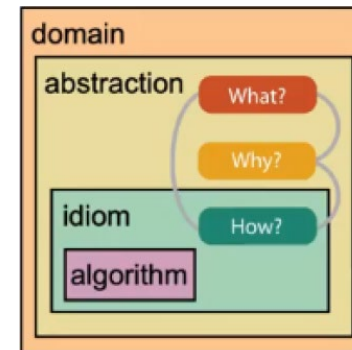 domain
abstraction
What?
Why?
idiom
How?
algorithm